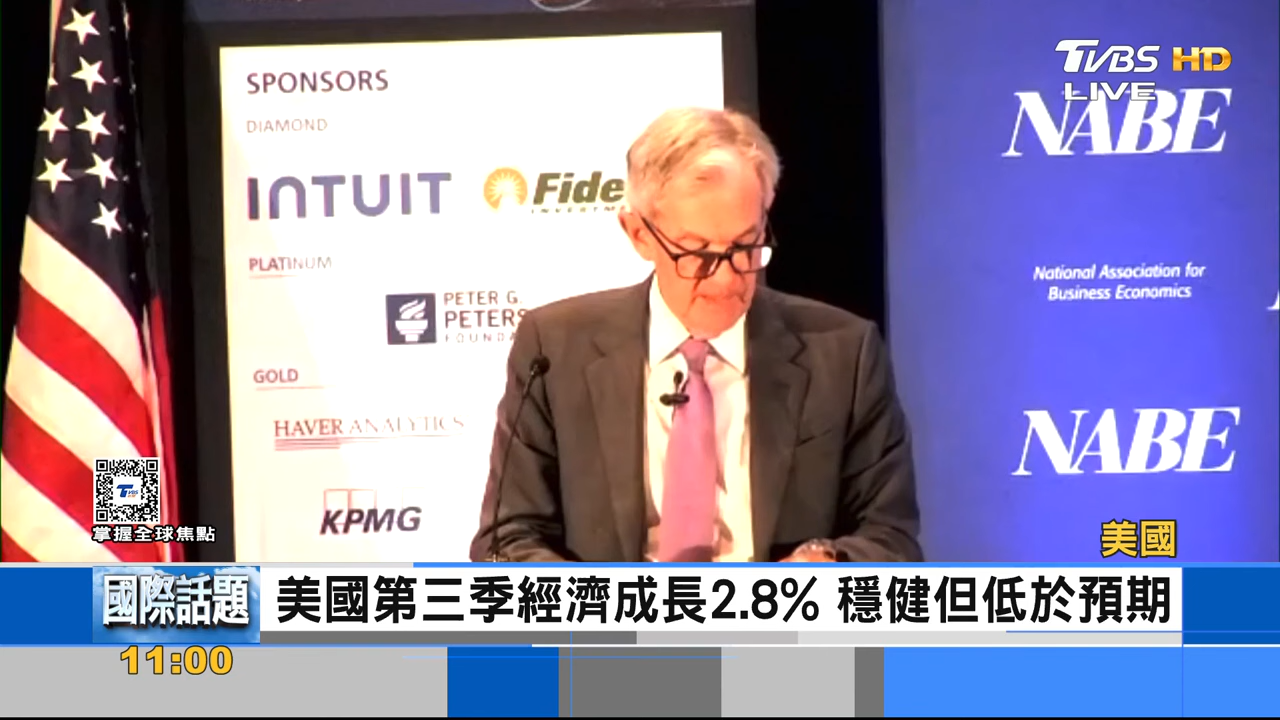 SPONSORS
DIAMOND
INTUIT
Fide
PLATINUM
PETER G.
PETERS
GOLD
HAVER ANALYTICS
KPMG
TVBS HD
LIVE
NABE
National Association for
Business Economics
NABE
TVBS
掌握全球焦點
美國
國際話題
美國第三季經濟成長2.8% 穩健但低於預期
11:00